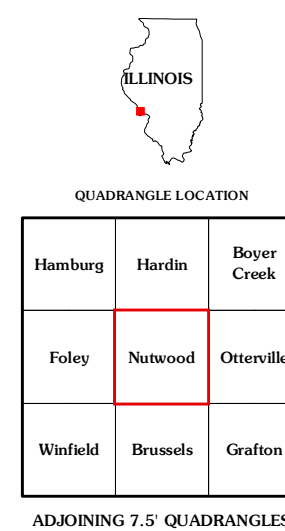 ILLINOIS
QUADRANGLE LOCATION
Hamburg
Hardin
Boyer
Creek
Foley
Nutwood
Otterville
Winfield
Brussels
Grafton
ADJOINING 7.5' QUADRANGLES